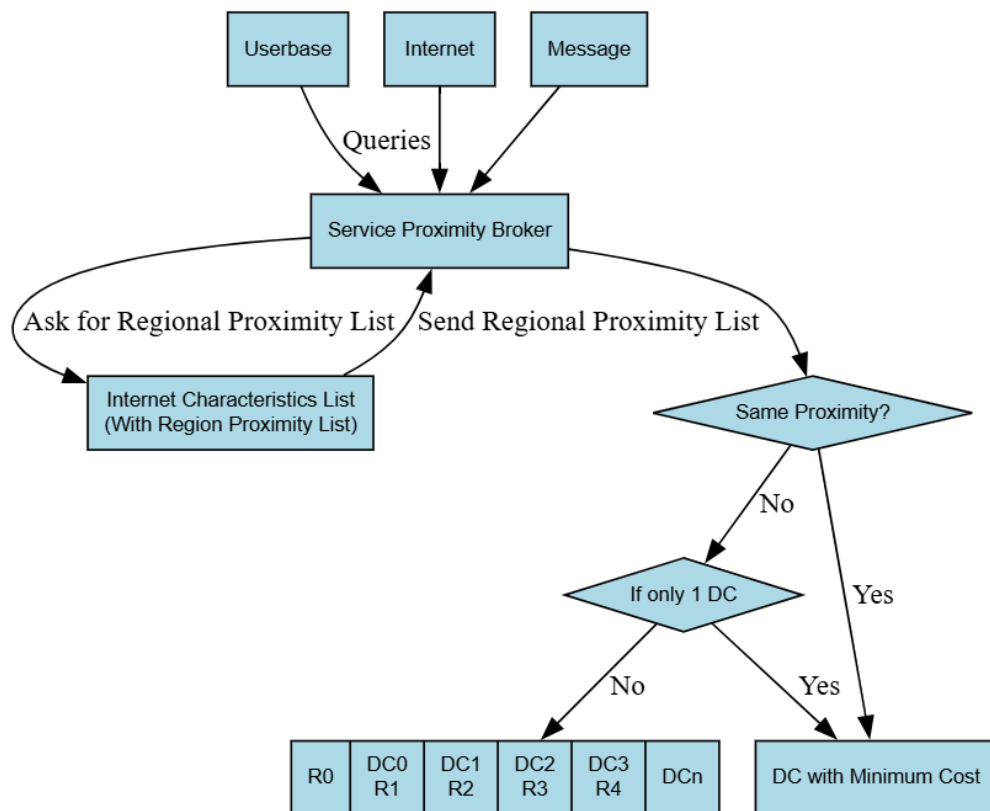 Userbase
Internet
Message
Queries
Service Proximity Broker
Ask for Regional Proximity List
Send Regional Proximity List
Internet Characteristics List
(With Region Proximity List)
Same Proximity?
No
If only 1 DC
Yes
No
Yes
R0
DC0
R1
DC1
R2
DC2
R3
DC3
R4
DCn
DC with Minimum Cost